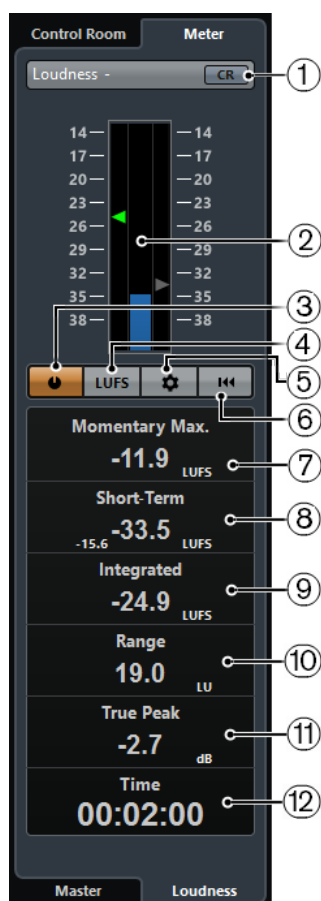 Control Room Meter
Loudness - CR 1
14 14
17 17
20 20
23 23
26 26
29 29 2
32 32
35 35
38 38 3
4
LUFS 5
6
Momentary Max.
-11.9 LUFS 7
Short-Term
-15.6 -33.5 LUFS 8
Integrated
-24.9 LUFS 9
Range
19.0 LU 10
True Peak
-2.7 dB 11
Time
00:02:00 12
Master Loudness